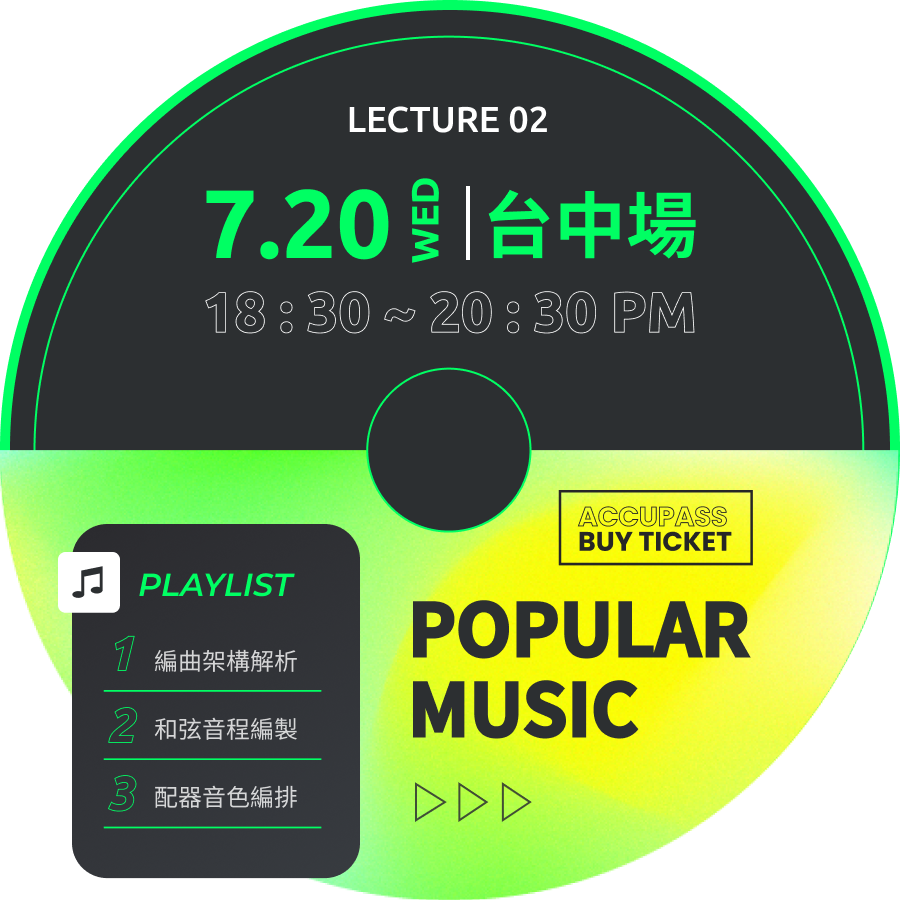 LECTURE 02
7.20 WED 台中場
18 : 30 ~ 20 : 30 PM
ACCUPASS
BUY TICKET
POPULAR
MUSIC
PLAYLIST
1 編曲架構解析
2 和弦音程編製
3 配器音色編排